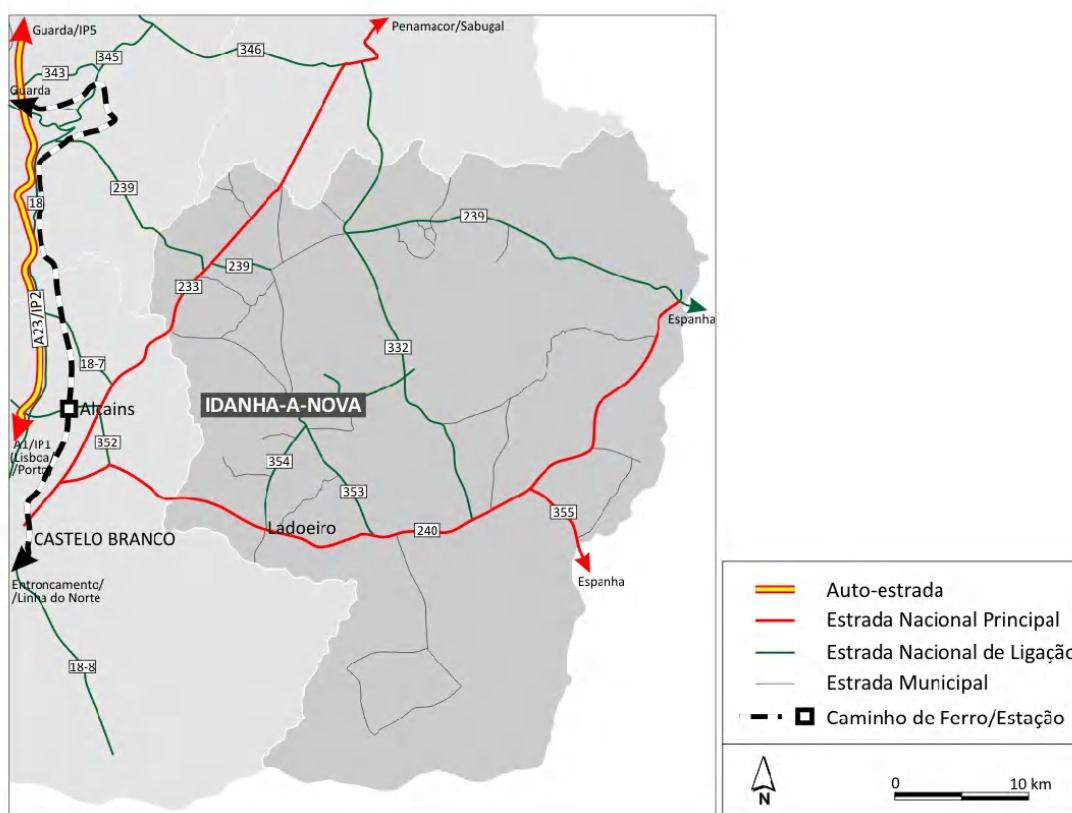 Guarda/IP5
Penamacor/Sabugal
346
345
343
Guarda
239
18
239
239
233
Espanha
A23/IP2
332
18-7
IDANHA-A-NOVA
Alcains
A1/IP1
(Lisboa/
/Porto)
352
354
353
355
Ladoeiro
240
CASTELO BRANCO
Espanha
Entroncamento/
/Linha do Norte
18-8
Auto-estrada
Estrada Nacional Principal
Estrada Nacional de Ligação
Estrada Municipal
Caminho de Ferro/Estação
N
0 10 km